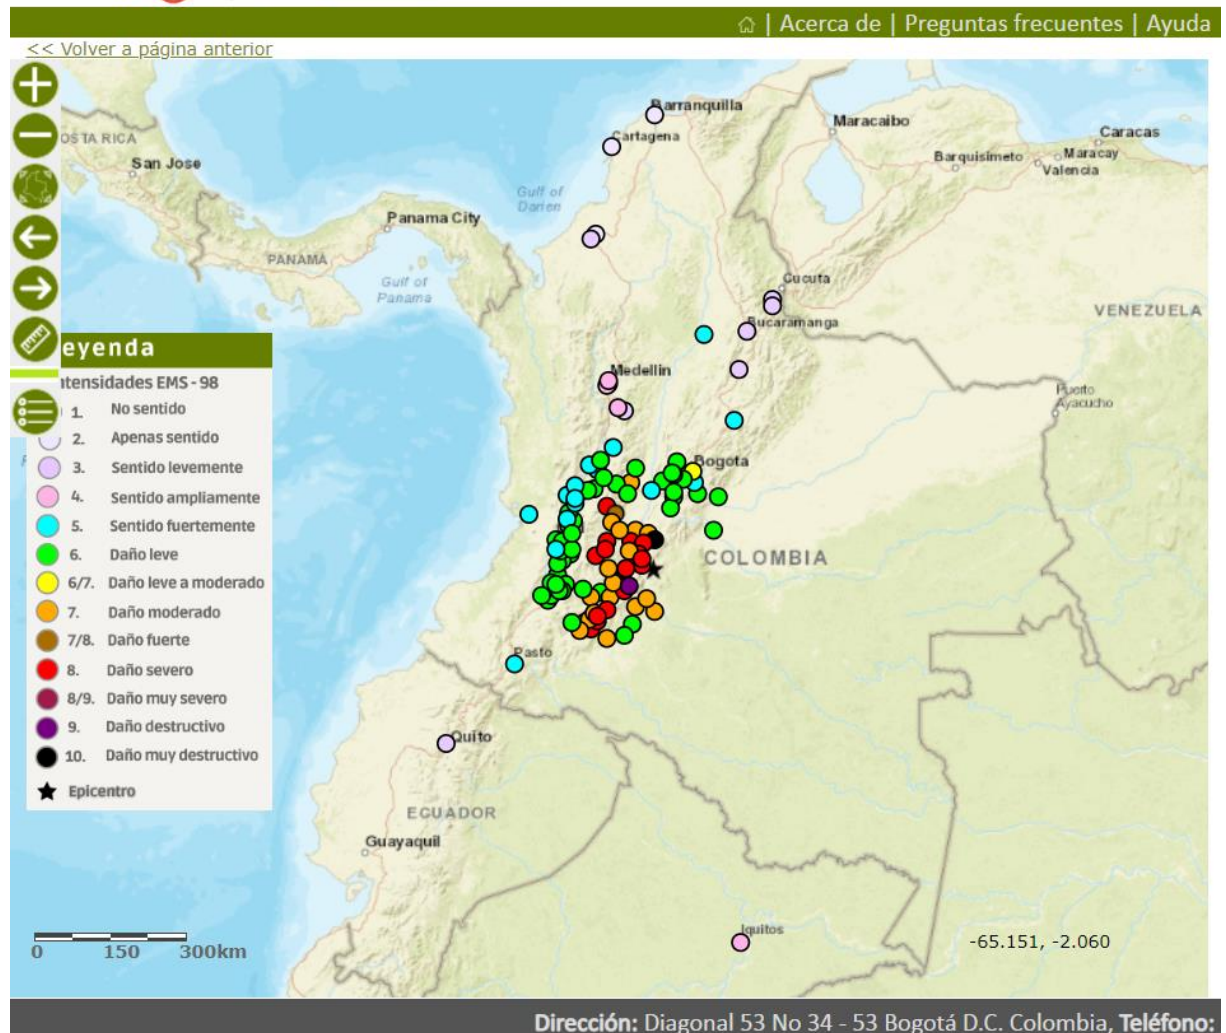 ⌂ | Acerca de | Preguntas frecuentes | Ayuda
<< Volver a página anterior
Barranquilla
Cartagena
Maracaibo
Caracas
Maracay
Barquisimeto
Valencia
OSTA RICA
San Jose
Gulf of
Darien
Panama City
PANAMÁ
Gulf of
Panama
Cucuta
Bucaramanga
VENEZUELA
Medellin
Puerto
Ayacucho
Bogota
COLOMBIA
Pasto
Quito
ECUADOR
Guayaquil
Iquitos
eyenda
ntensidades EMS - 98
1. No sentido
2. Apenas sentido
3. Sentido levemente
4. Sentido ampliamente
5. Sentido fuertemente
6. Daño leve
6/7. Daño leve a moderado
7. Daño moderado
7/8. Daño fuerte
8. Daño severo
8/9. Daño muy severo
9. Daño destructivo
10. Daño muy destructivo
Epicentro
0 150 300km
-65.151, -2.060
Dirección: Diagonal 53 No 34 - 53 Bogotá D.C. Colombia, Teléfono: